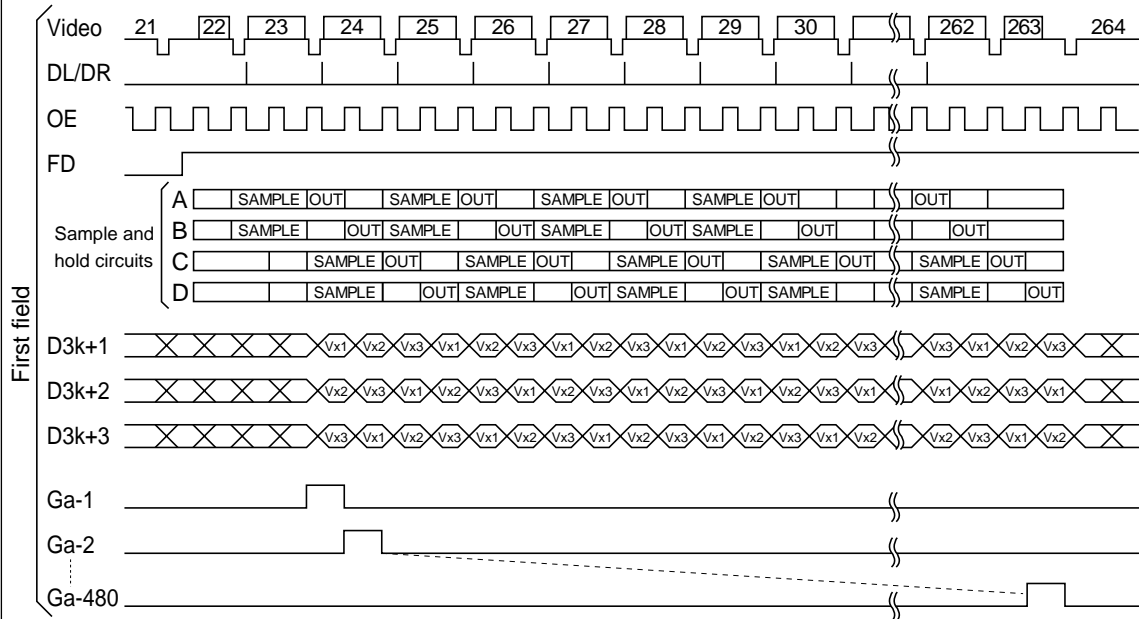 Video 21 22 23 24 25 26 27 28 29 30 262 263 264
DL/DR
OE
FD
First field
Sample and
hold circuits
A SAMPLE OUT SAMPLE OUT SAMPLE OUT SAMPLE OUT OUT
B SAMPLE OUT SAMPLE OUT SAMPLE OUT SAMPLE OUT OUT
C SAMPLE OUT SAMPLE OUT SAMPLE OUT SAMPLE OUT SAMPLE OUT
D SAMPLE OUT SAMPLE OUT SAMPLE OUT SAMPLE OUT SAMPLE OUT
D3k+1 Vx1 Vx2 Vx3 Vx1 Vx2 Vx3 Vx1 Vx2 Vx3 Vx1 Vx2 Vx3 Vx1 Vx2 Vx3 Vx3 Vx1 Vx2 Vx3
D3k+2 Vx2 Vx3 Vx1 Vx2 Vx3 Vx1 Vx2 Vx3 Vx1 Vx2 Vx3 Vx1 Vx2 Vx3 Vx1 Vx1 Vx2 Vx3 Vx1
D3k+3 Vx3 Vx1 Vx2 Vx3 Vx1 Vx2 Vx3 Vx1 Vx2 Vx3 Vx1 Vx2 Vx3 Vx1 Vx2 Vx2 Vx3 Vx1 Vx2
Ga-1
Ga-2
Ga-480